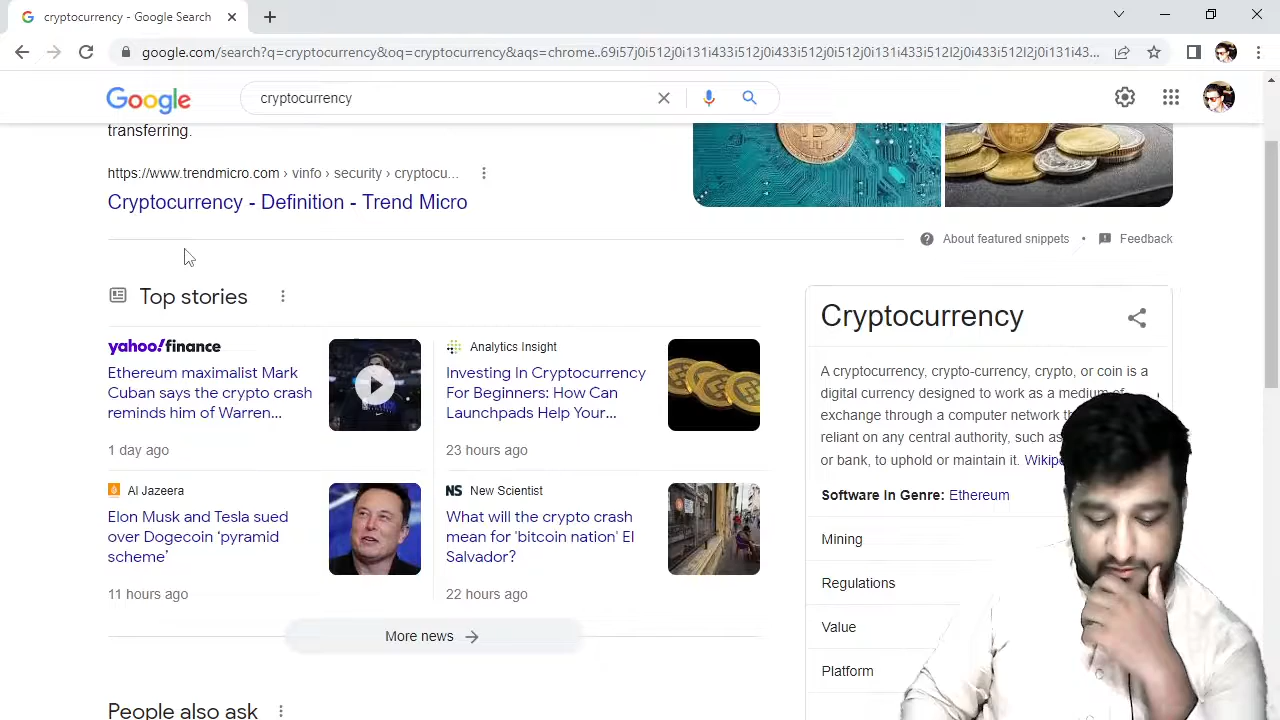 cryptocurrency - Google Search
google.com/search?q=cryptocurrency&oq=cryptocurrency&aqs=chrome..69i57j0i512j0i131i433i512j0i512j0i131i433i512l2j0i433i512l2j0i131i43...
Google
cryptocurrency
transferring.
https://www.trendmicro.com › vinfo › security › cryptocu...
Cryptocurrency - Definition - Trend Micro
About featured snippets • Feedback
Top stories
yahoo!finance
Ethereum maximalist Mark
Cuban says the crypto crash
reminds him of Warren...
1 day ago
Analytics Insight
Investing In Cryptocurrency
For Beginners: How Can
Launchpads Help Your...
23 hours ago
Al Jazeera
Elon Musk and Tesla sued
over Dogecoin ‘pyramid
scheme’
11 hours ago
NS New Scientist
What will the crypto crash
mean for 'bitcoin nation' El
Salvador?
22 hours ago
More news
People also ask
Cryptocurrency
A cryptocurrency, crypto-currency, crypto, or coin is a
digital currency designed to work as a medium of
exchange through a computer network
reliant on any central authority, such as
or bank, to uphold or maintain it.
Software In Genre: Ethereum
Mining
Regulations
Value
Platform